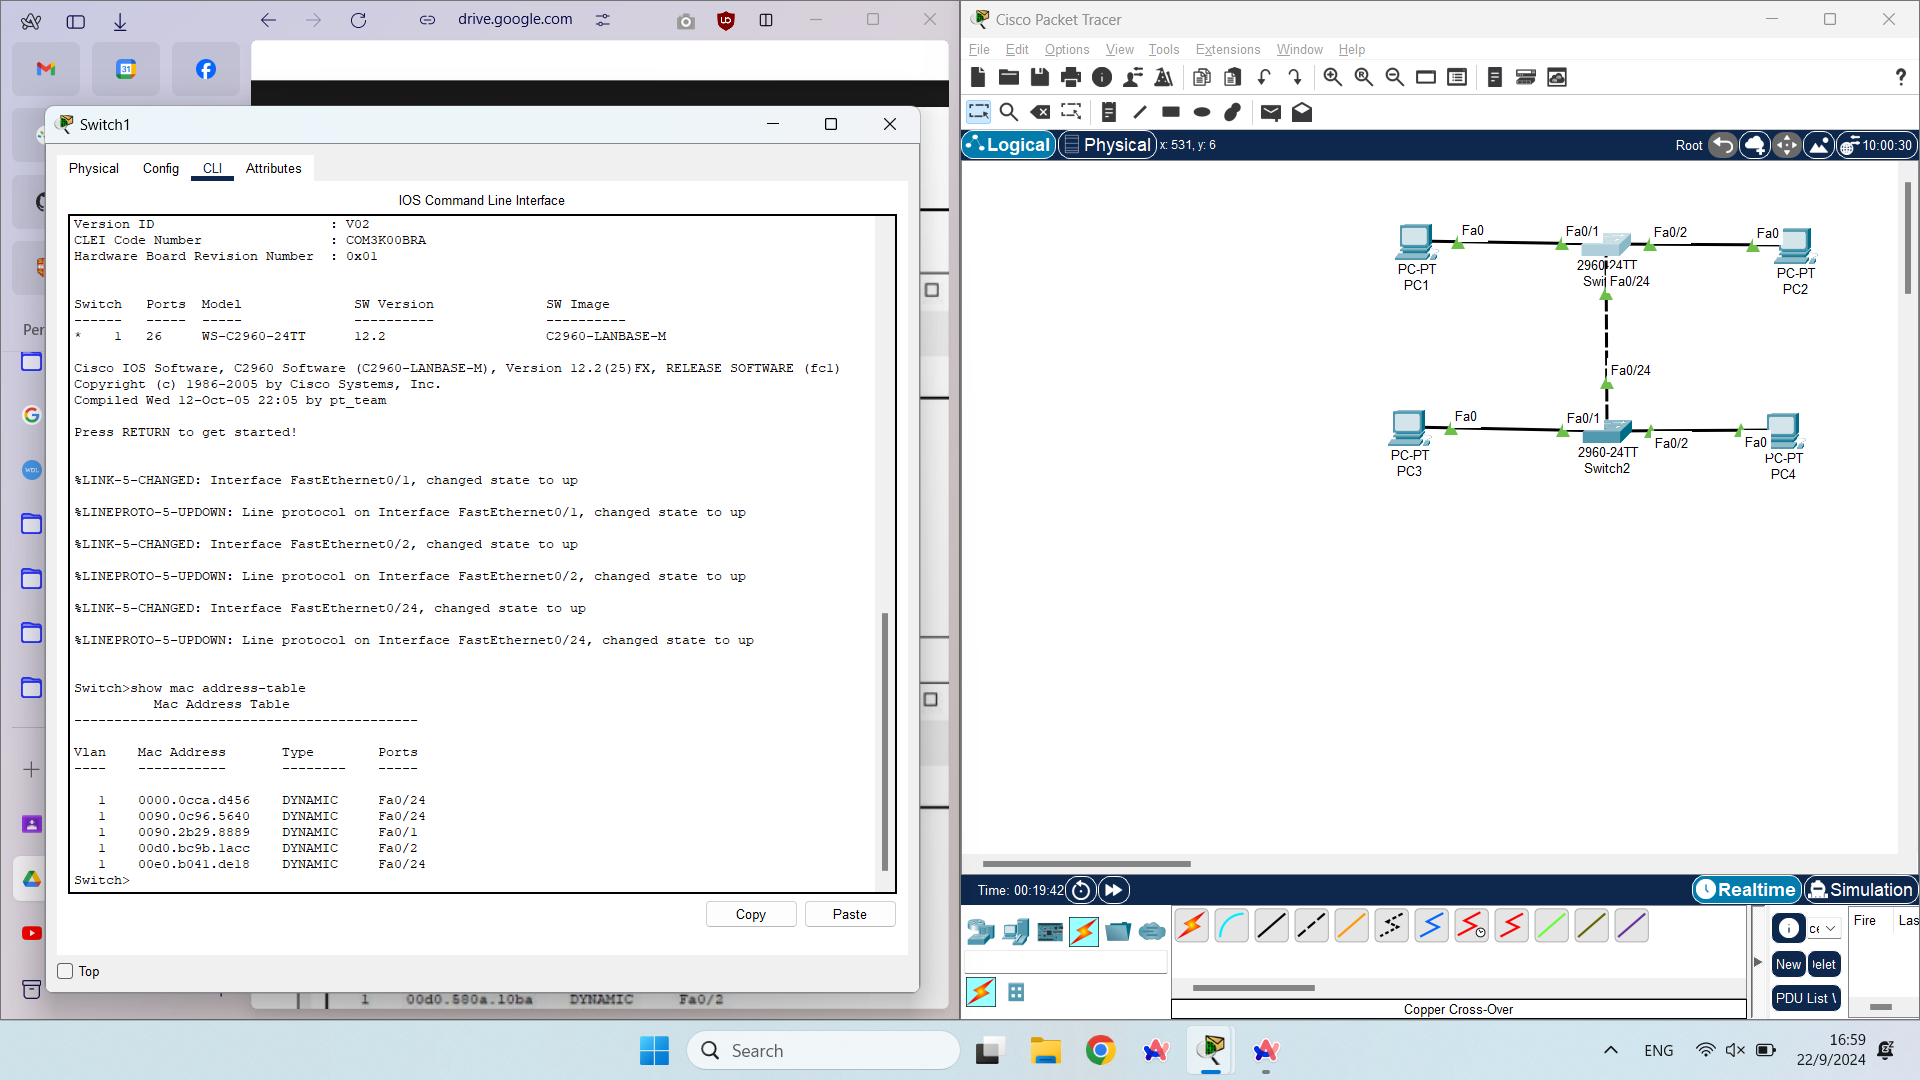 drive.google.com
Per
Switch1
Physical Config CLI Attributes
IOS Command Line Interface
Version ID : V02
CLEI Code Number : COM3K00BRA
Hardware Board Revision Number : 0x01
Switch Ports Model SW Version SW Image
------ ----- ----- ---------- ----------
* 1 26 WS-C2960-24TT 12.2 C2960-LANBASE-M
Cisco IOS Software, C2960 Software (C2960-LANBASE-M), Version 12.2(25)FX, RELEASE SOFTWARE (fc1)
Copyright (c) 1986-2005 by Cisco Systems, Inc.
Compiled Wed 12-Oct-05 22:05 by pt_team
Press RETURN to get started!
%LINK-5-CHANGED: Interface FastEthernet0/1, changed state to up
%LINEPROTO-5-UPDOWN: Line protocol on Interface FastEthernet0/1, changed state to up
%LINK-5-CHANGED: Interface FastEthernet0/2, changed state to up
%LINEPROTO-5-UPDOWN: Line protocol on Interface FastEthernet0/2, changed state to up
%LINK-5-CHANGED: Interface FastEthernet0/24, changed state to up
%LINEPROTO-5-UPDOWN: Line protocol on Interface FastEthernet0/24, changed state to up
Switch>show mac address-table
Mac Address Table
-------------------------------------------
Vlan Mac Address Type Ports
---- ----------- -------- -----
1 0000.0cca.d456 DYNAMIC Fa0/24
1 0090.0c96.5640 DYNAMIC Fa0/24
1 0090.2b29.8889 DYNAMIC Fa0/1
1 00d0.bc9b.1acc DYNAMIC Fa0/2
1 00e0.b041.de18 DYNAMIC Fa0/24
Switch>
Copy Paste
Top
1 00d0.580a.10ba DYNAMIC Fa0/2
Cisco Packet Tracer
File Edit Options View Tools Extensions Window Help
Logical Physical x: 531, y: 6
Root 10:00:30
Fa0 Fa0/1 Fa0/2 Fa0
PC-PT
PC1
2960-24TT
Swit Fa0/24
PC-PT
PC2
Fa0/24
Fa0 Fa0/1 Fa0/2 Fa0
PC-PT
PC3
2960-24TT
Switch2
PC-PT
PC4
Time: 00:19:42
Realtime Simulation
Fire Las
New elet
PDU List
Copper Cross-Over
Search
ENG
16:59
22/9/2024